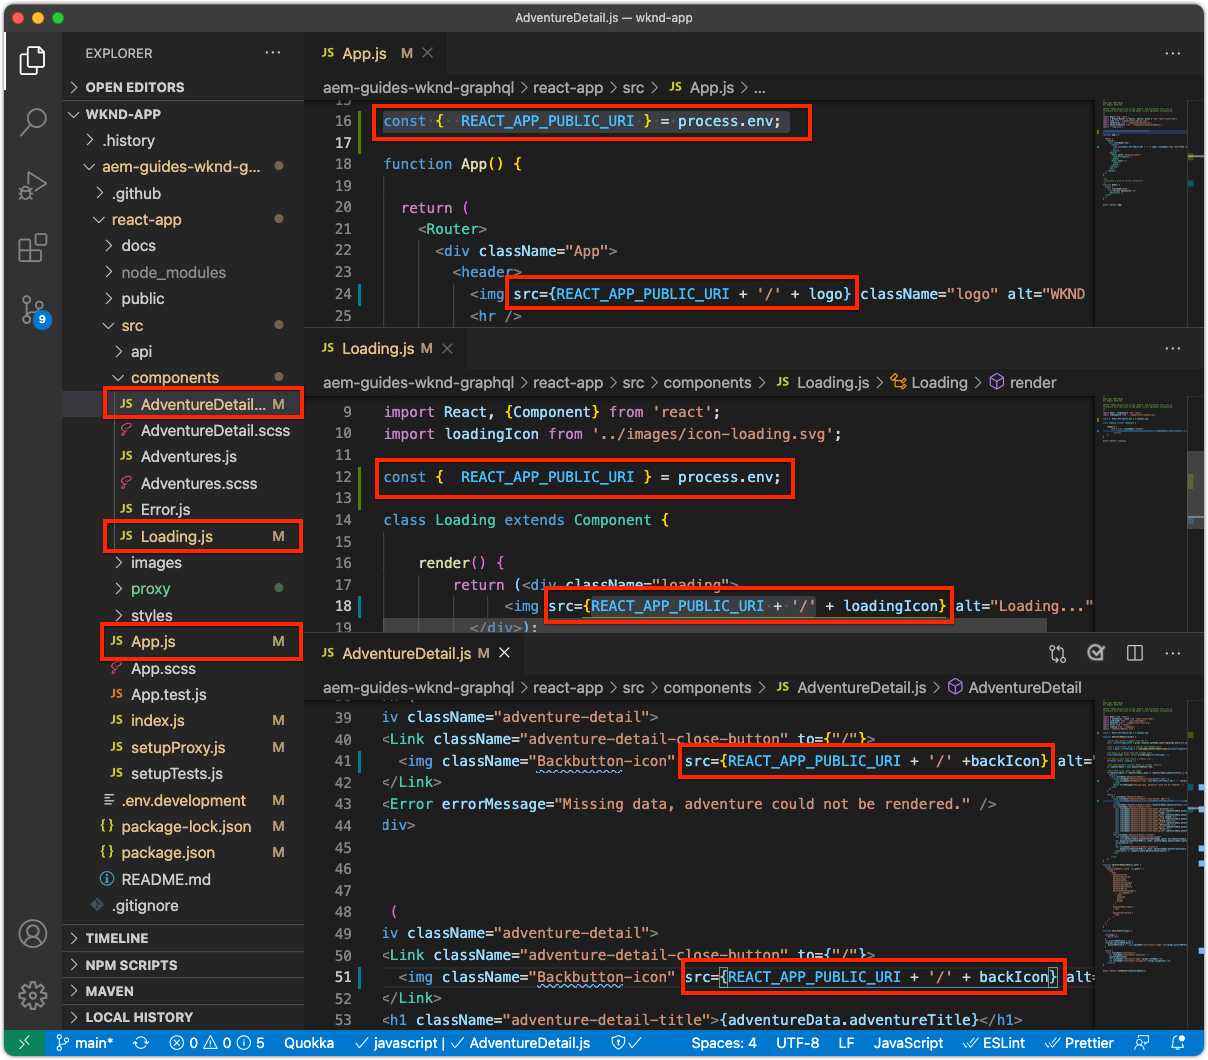 AdventureDetail.js — wknd-app
EXPLORER
OPEN EDITORS
WKND-APP
.history
aem-guides-wknd-g...
.github
react-app
docs
node_modules
public
src
api
components
JS AdventureDetail... M
AdventureDetail.scss
JS Adventures.js
Adventures.scss
JS Error.js
JS Loading.js M
images
proxy
styles
JS App.js M
App.scss
JS App.test.js
JS index.js M
JS setupProxy.js M
JS setupTests.js
.env.development M
{} package-lock.json M
{} package.json M
README.md
.gitignore
TIMELINE
NPM SCRIPTS
MAVEN
LOCAL HISTORY
9
JS App.js M
aem-guides-wknd-graphql > react-app > src > JS App.js > ...
15
16 const {  REACT_APP_PUBLIC_URI } = process.env;
17
18 function App() {
19
20 return (
21 <Router>
22 <div className="App">
23 <header>
24 <img src={REACT_APP_PUBLIC_URI + '/' + logo} className="logo" alt="WKND
25 <hr />
JS Loading.js M
aem-guides-wknd-graphql > react-app > src > components > JS Loading.js > Loading > render
9 import React, {Component} from 'react';
10 import loadingIcon from '../images/icon-loading.svg';
11
12 const {  REACT_APP_PUBLIC_URI } = process.env;
13
14 class Loading extends Component {
15
16 render() {
17 return (<div className="loading">
18 <img src={REACT_APP_PUBLIC_URI + '/' + loadingIcon} alt="Loading..."
19 </div>);
JS AdventureDetail.js M
aem-guides-wknd-graphql > react-app > src > components > JS AdventureDetail.js > AdventureDetail
39 iv className="adventure-detail">
40 <Link className="adventure-detail-close-button" to={"/"}>
41 <img className="Backbutton-icon" src={REACT_APP_PUBLIC_URI + '/' +backIcon} alt=
42 </Link>
43 <Error errorMessage="Missing data, adventure could not be rendered." />
44 div>
45
46
47
48 (
49 iv className="adventure-detail">
50 <Link className="adventure-detail-close-button" to={"/"}>
51 <img className="Backbutton-icon" src={REACT_APP_PUBLIC_URI + '/' + backIcon} alt=
52 </Link>
53 <h1 className="adventure-detail-title">{adventureData.adventureTitle}</h1>
main* 0 0 5 Quokka javascript | AdventureDetail.js Spaces: 4 UTF-8 LF JavaScript ESLint Prettier